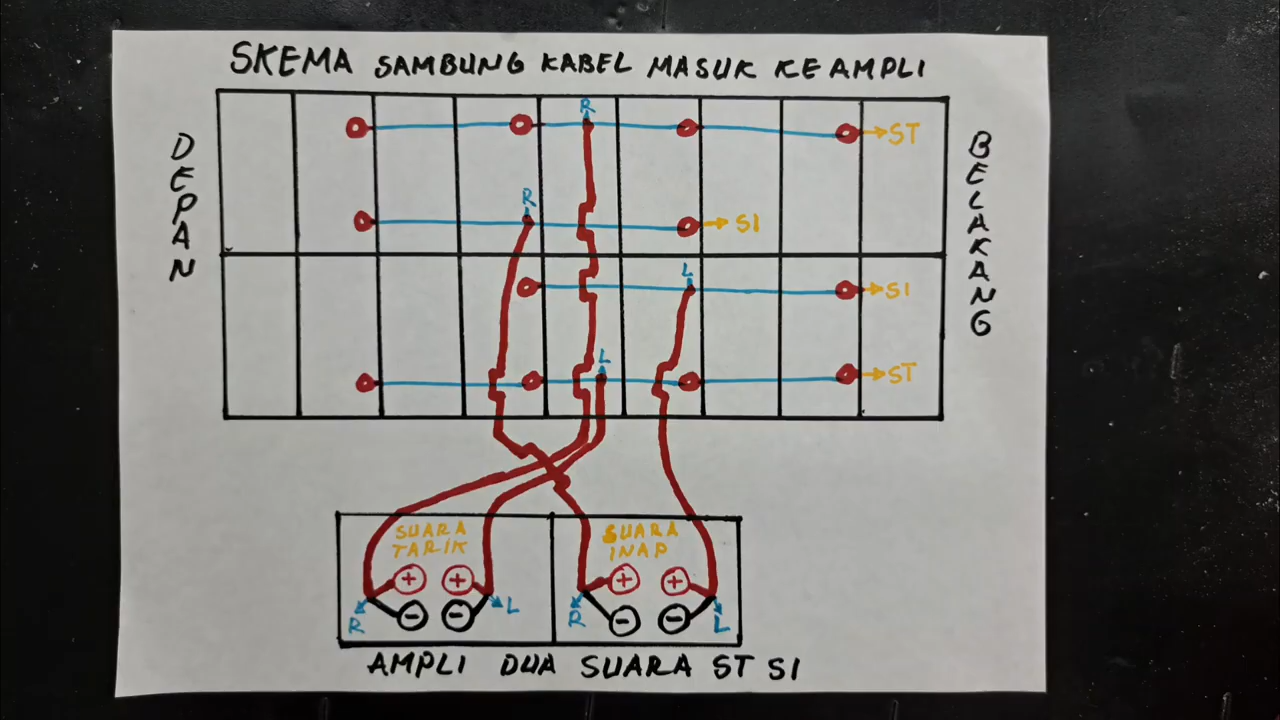 SKEMA SAMBUNG KABEL MASUK KE AMPLI
DEPAN
BELAKANG
R
ST
R
SI
L
SI
L
ST
SUARA
TARIK
SUARA
INAP
+ + + +
- - - -
R L R L
AMPLI DUA SUARA ST SI